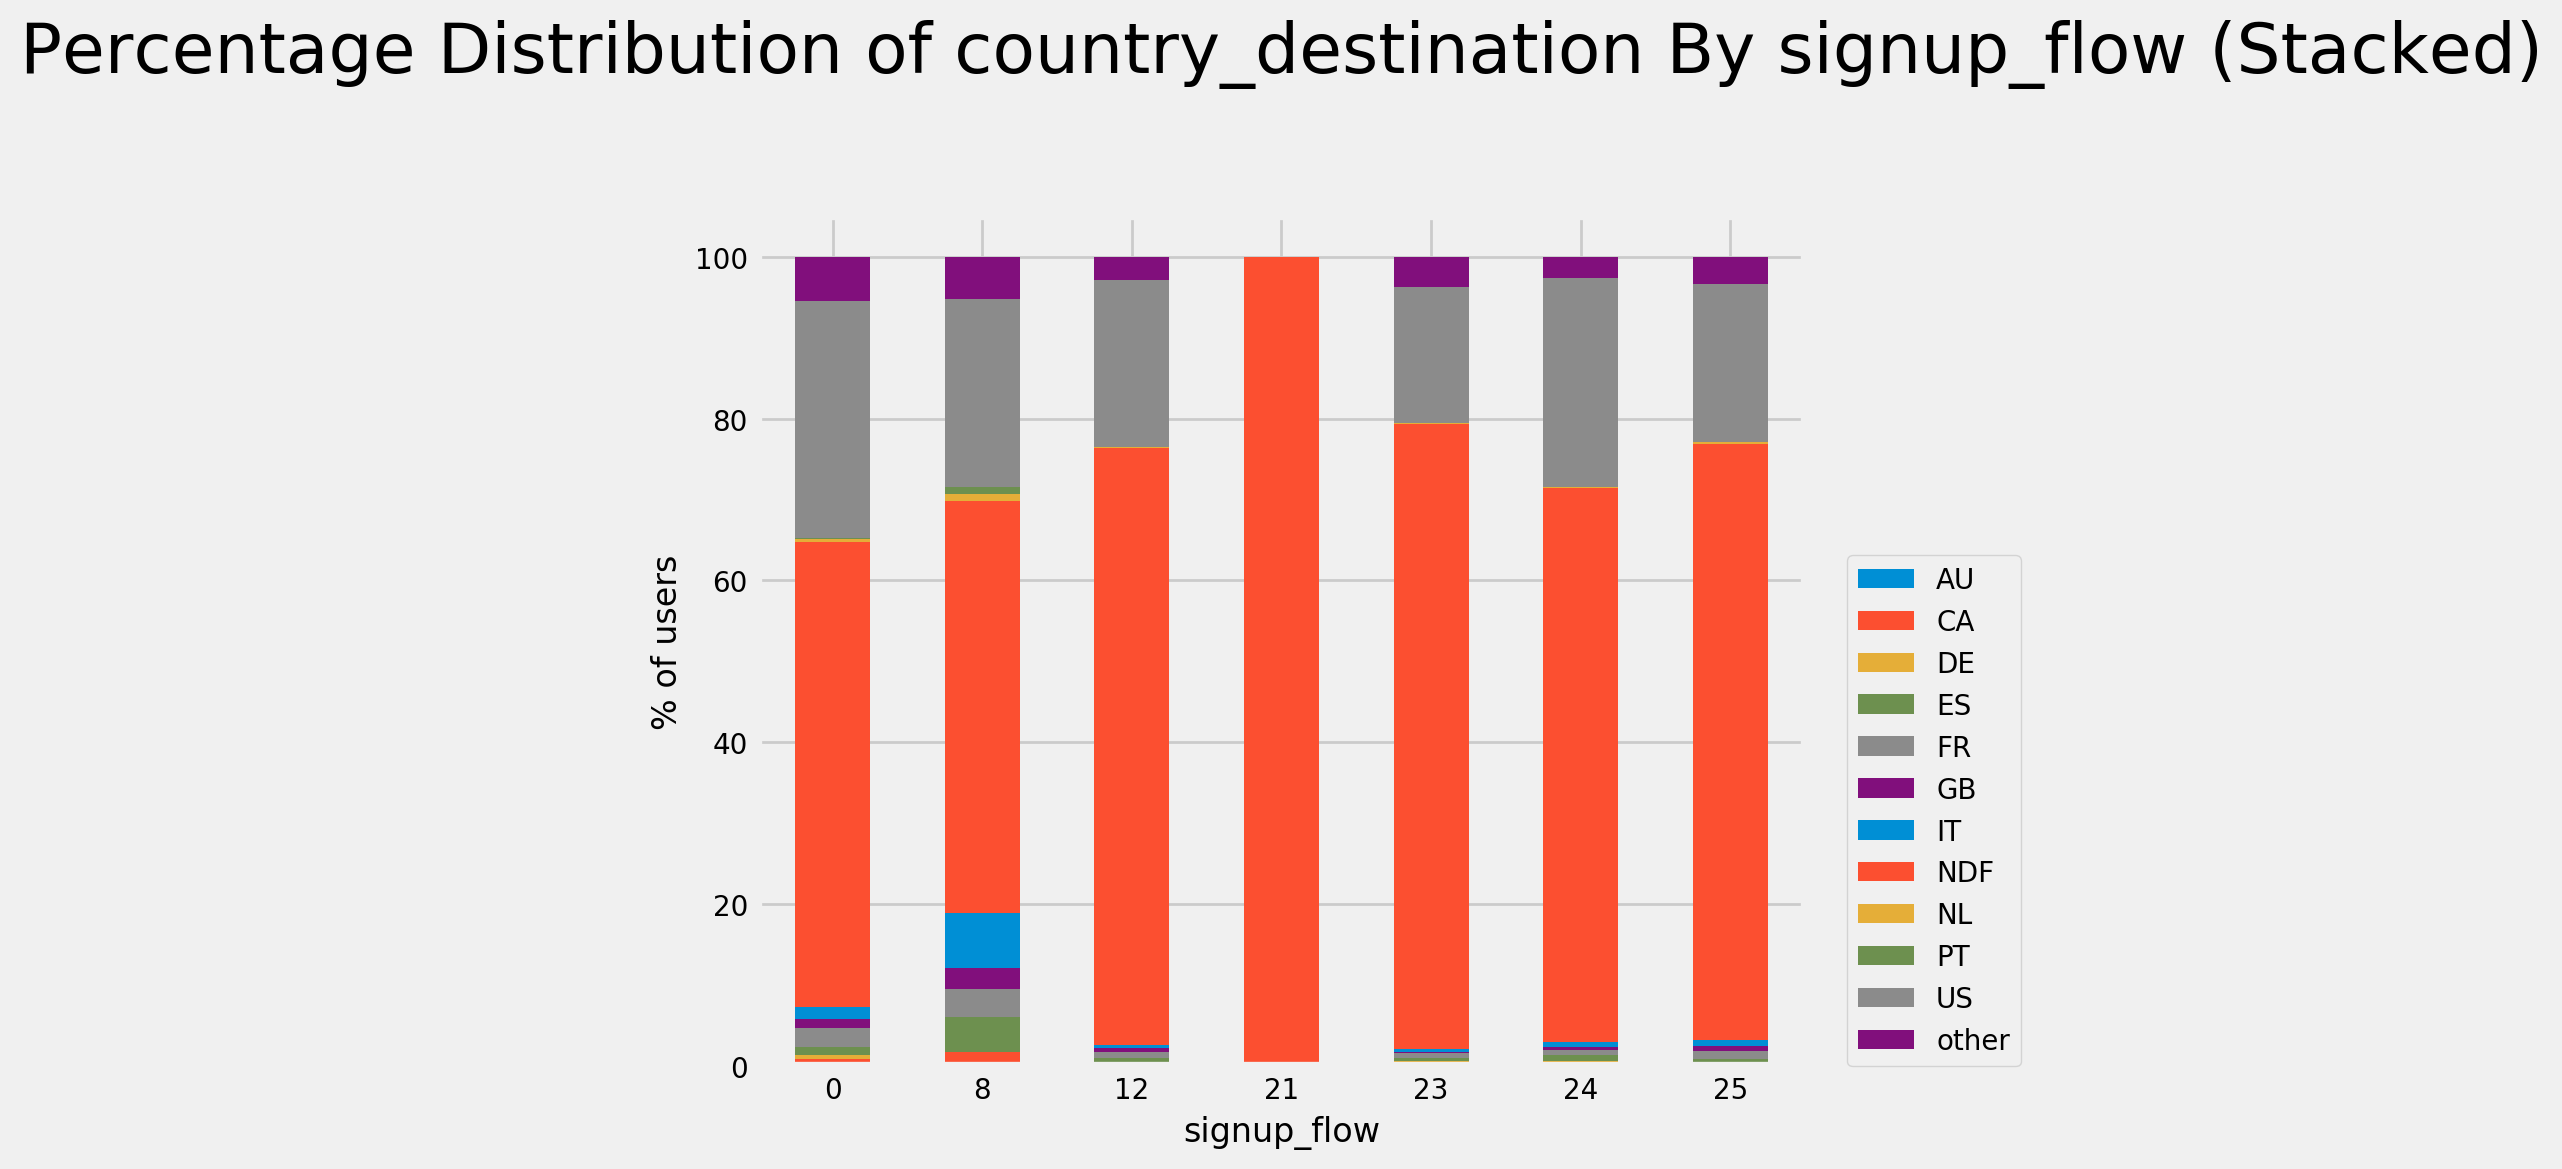 Percentage Distribution of country_destination By signup_flow (Stacked)
100
80
60
40
20
0
% of users
0 8 12 21 23 24 25
signup_flow
AU
CA
DE
ES
FR
GB
IT
NDF
NL
PT
US
other